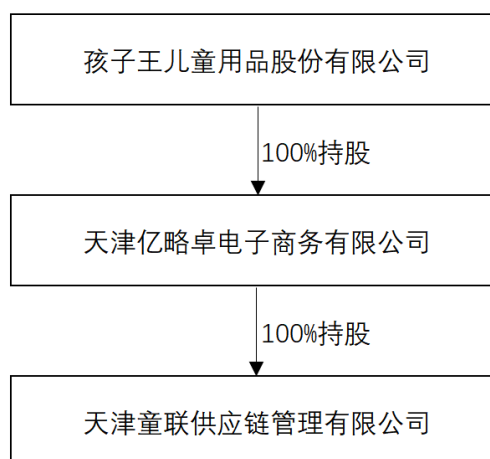 孩子王儿童用品股份有限公司
100%持股
天津亿略卓电子商务有限公司
100%持股
天津童联供应链管理有限公司